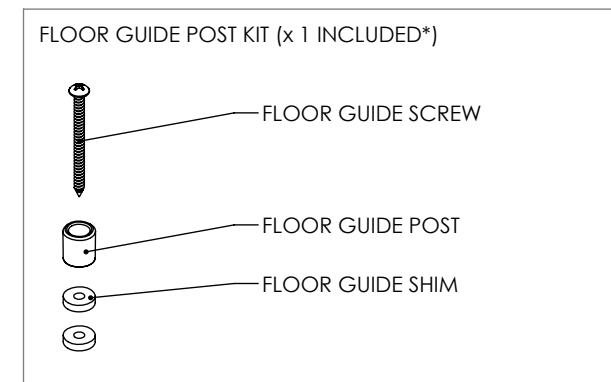 FLOOR GUIDE POST KIT (x 1 INCLUDED*)
FLOOR GUIDE SCREW
FLOOR GUIDE POST
FLOOR GUIDE SHIM